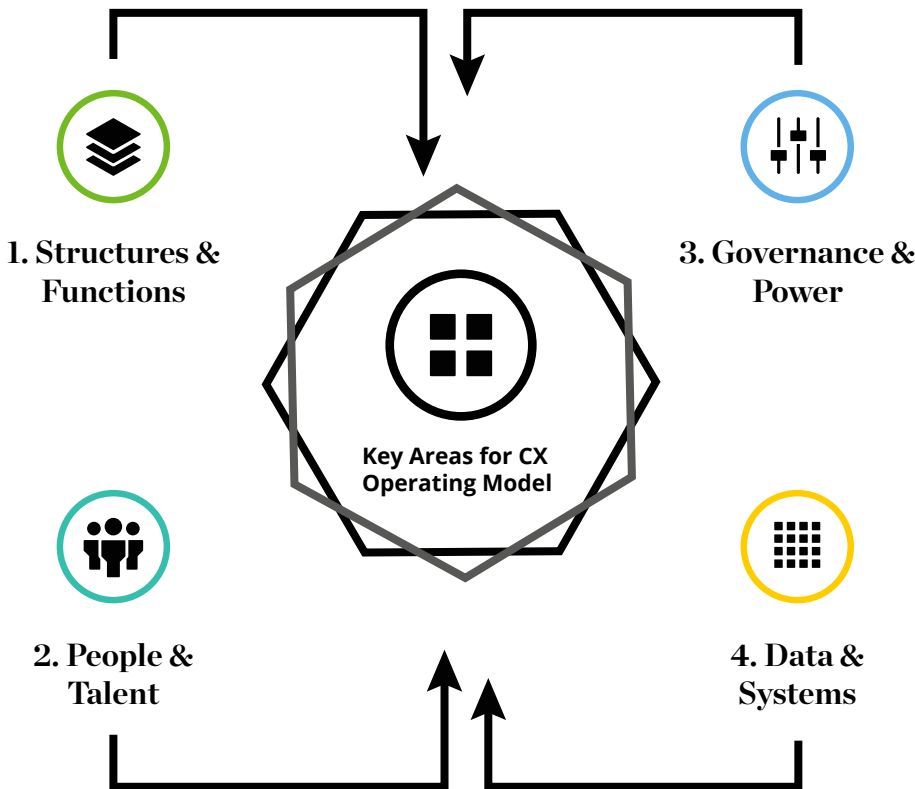 1. Structures &
Functions
3. Governance &
Power
Key Areas for CX
Operating Model
2. People &
Talent
4. Data &
Systems